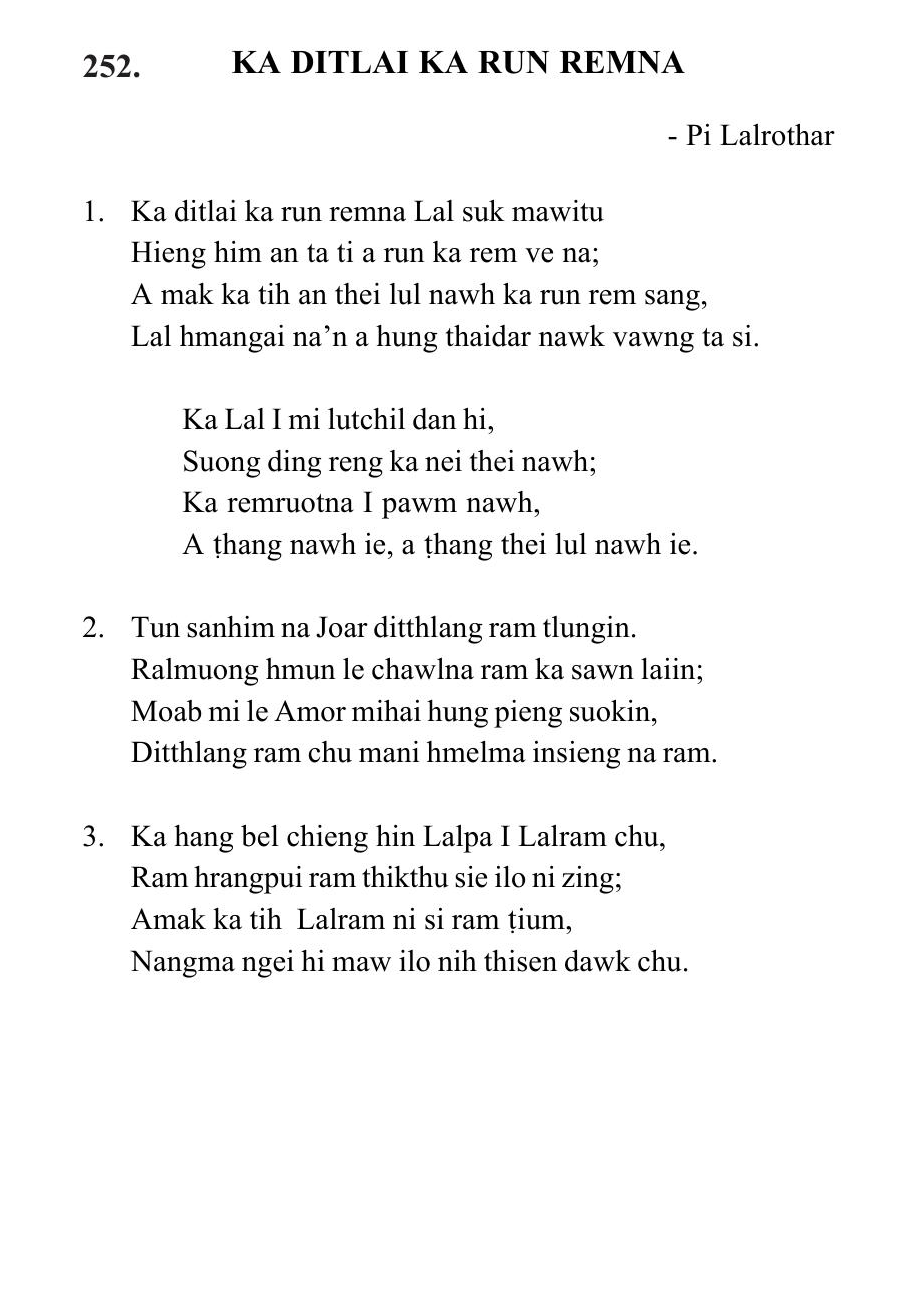 252. KA DITLAI KA RUN REMNA
- Pi Lalrothar
1. Ka ditlai ka run remna Lal suk mawitu
Hieng him an ta ti a run ka rem ve na;
A mak ka tih an thei lul nawh ka run rem sang,
Lal hmangai na’n a hung thaidar nawk vawng ta si.
Ka Lal I mi lutchil dan hi,
Suong ding reng ka nei thei nawh;
Ka remruotna I pawm nawh,
A ṭhang nawh ie, a ṭhang thei lul nawh ie.
2. Tun sanhim na Joar ditthlang ram tlungin.
Ralmuong hmun le chawlna ram ka sawn laiin;
Moab mi le Amor mihai hung pieng suokin,
Ditthlang ram chu mani hmelma insieng na ram.
3. Ka hang bel chieng hin Lalpa I Lalram chu,
Ram hrangpui ram thikthu sie ilo ni zing;
Amak ka tih Lalram ni si ram ṭium,
Nangma ngei hi maw ilo nih thisen dawk chu.